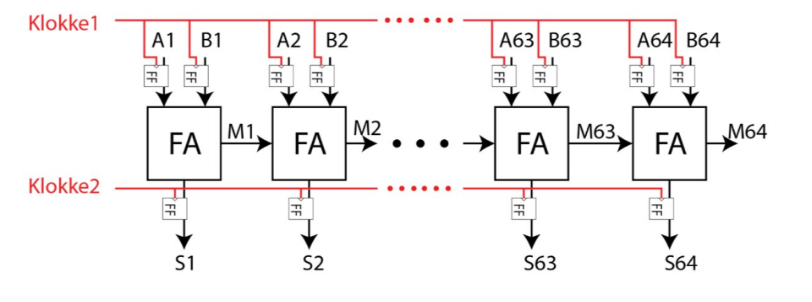 Klokke1
A1 B1 A2 B2 A63 B63 A64 B64
FF FF FF FF FF FF FF FF
FA M1 FA M2 FA M63 FA M64
Klokke2
FF FF FF FF
S1 S2 S63 S64